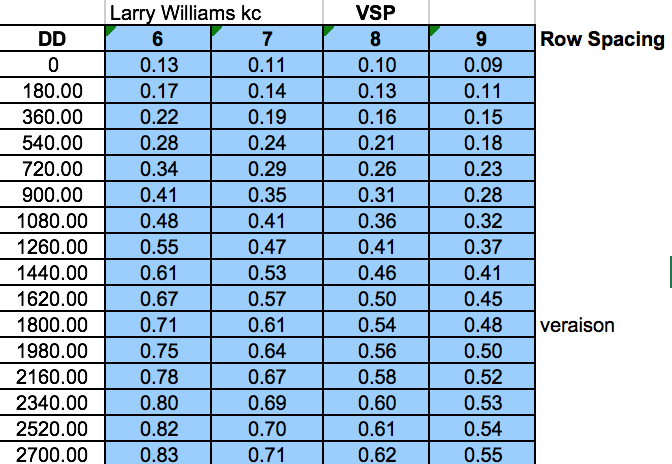 Larry Williams kc VSP
DD 6 7 8 9 Row Spacing
0 0.13 0.11 0.10 0.09
180.00 0.17 0.14 0.13 0.11
360.00 0.22 0.19 0.16 0.15
540.00 0.28 0.24 0.21 0.18
720.00 0.34 0.29 0.26 0.23
900.00 0.41 0.35 0.31 0.28
1080.00 0.48 0.41 0.36 0.32
1260.00 0.55 0.47 0.41 0.37
1440.00 0.61 0.53 0.46 0.41
1620.00 0.67 0.57 0.50 0.45
1800.00 0.71 0.61 0.54 0.48 veraison
1980.00 0.75 0.64 0.56 0.50
2160.00 0.78 0.67 0.58 0.52
2340.00 0.80 0.69 0.60 0.53
2520.00 0.82 0.70 0.61 0.54
2700.00 0.83 0.71 0.62 0.55